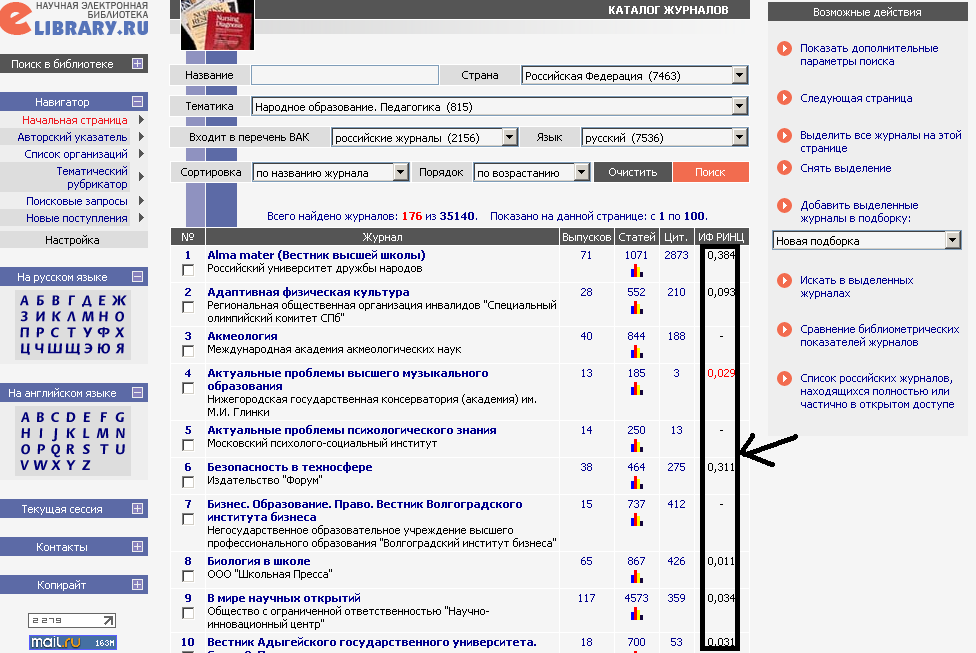 НАУЧНАЯ ЭЛЕКТРОННАЯ
БИБЛИОТЕКА
eLIBRARY.RU
Поиск в библиотеке
Навигатор
Начальная страница
Авторский указатель
Список организаций
Тематический
рубрикатор
Поисковые запросы
Новые поступления
Настройка
На русском языке
А Б В Г Д Е Ж
З И К Л М Н О
П Р С Т У Ф Х
Ц Ч Ш Щ Э Ю Я
На английском языке
A B C D E F G
H I J K L M N
O P Q R S T U
V W X Y Z
Текущая сессия
Контакты
Копирайт
2279
mail.ru 163M
Nursing
Diagnosis
КАТАЛОГ ЖУРНАЛОВ
Название Страна Российская Федерация (7463)
Тематика Народное образование. Педагогика (815)
Входит в перечень ВАК российские журналы (2156) Язык русский (7536)
Сортировка по названию журнала Порядок по возрастанию Очистить Поиск
Всего найдено журналов: 176 из 35140. Показано на данной странице: с 1 по 100.
№ Журнал Выпусков Статей Цит. ИФ РИНЦ
1 Alma mater (Вестник высшей школы) 71 1071 2873 0,384
Российский университет дружбы народов
2 Адаптивная физическая культура 28 552 210 0,093
Региональная общественная организация инвалидов "Специальный
олимпийский комитет СПб"
3 Акмеология 40 844 188 -
Международная академия акмеологических наук
4 Актуальные проблемы высшего музыкального 13 185 3 0,029
образования
Нижегородская государственная консерватория (академия) им.
М.И. Глинки
5 Актуальные проблемы психологического знания 14 250 13 -
Московский психолого-социальный институт
6 Безопасность в техносфере 38 464 275 0,311
Издательство "Форум"
7 Бизнес. Образование. Право. Вестник Волгоградского 15 737 412 -
института бизнеса
Негосударственное образовательное учреждение высшего
профессионального образования "Волгоградский институт бизнеса"
8 Биология в школе 65 867 426 0,011
ООО "Школьная Пресса"
9 В мире научных открытий 117 4573 359 0,034
Общество с ограниченной ответственностью "Научно-
инновационный центр"
10 Вестник Адыгейского государственного университета. 18 700 53 0,031
Возможные действия
Показать дополнительные
параметры поиска
Следующая страница
Выделить все журналы на этой
странице
Снять выделение
Добавить выделенные
журналы в подборку:
Новая подборка
Искать в выделенных
журналах
Сравнение библиометрических
показателей журналов
Список российских журналов,
находящихся полностью или
частично в открытом доступе